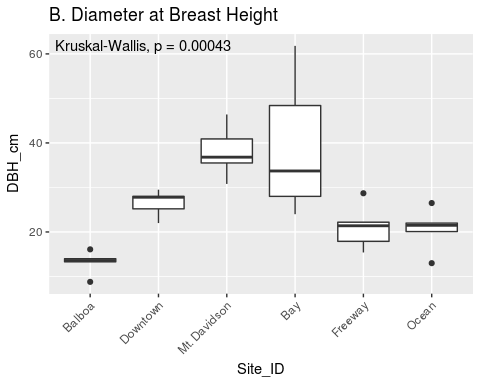 B. Diameter at Breast Height
Kruskal-Wallis, p = 0.00043
60
40
20
DBH_cm
Balboa
Downtown
Mt. Davidson
Bay
Freeway
Ocean
Site_ID